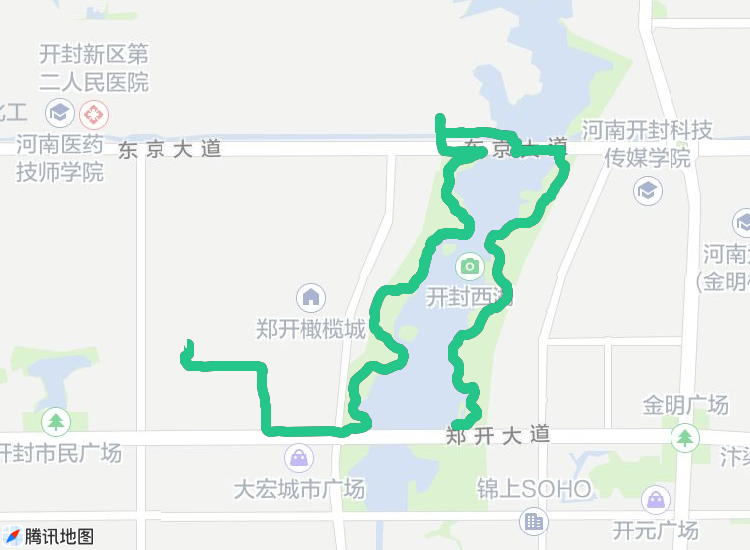 开封新区第
二人民医院
化工
河南医药
技师学院
东京大道
东京大道
河南开封科技
传媒学院
河南大
(金明校
开封西湖
郑开橄榄城
金明广场
开封市民广场
郑开大道
汴梁
大宏城市广场
锦上SOHO
开元广场
腾讯地图